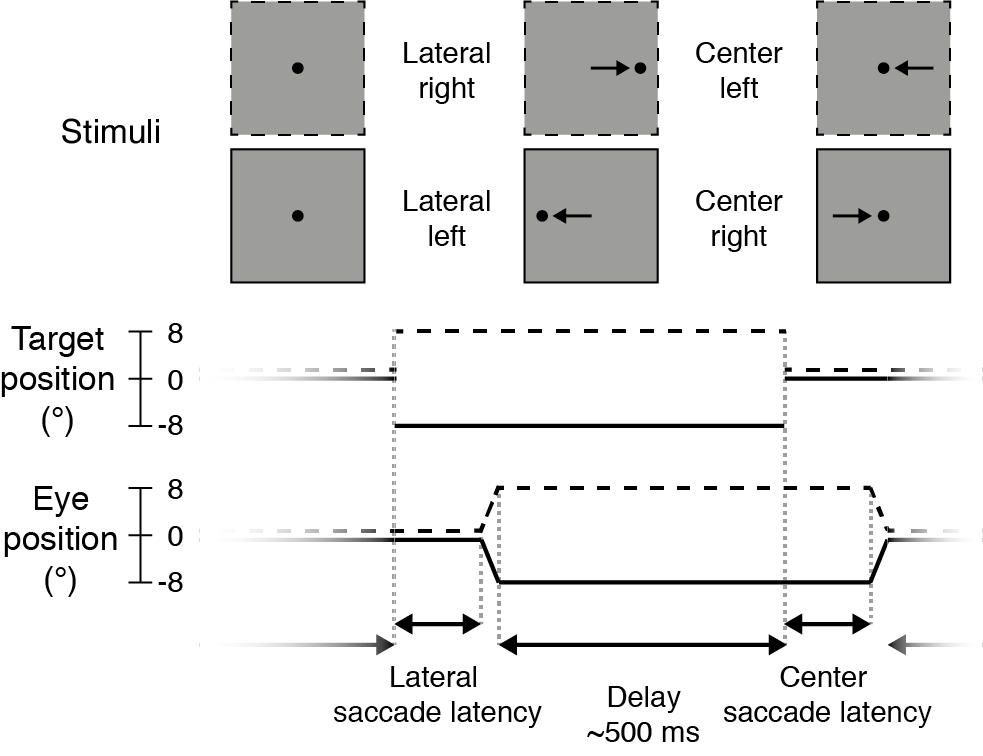 Stimuli
Lateral
right
Center
left
Lateral
left
Center
right
Target
position
(°)
8
0
-8
Eye
position
(°)
8
0
-8
Lateral
saccade latency
Delay
~500 ms
Center
saccade latency